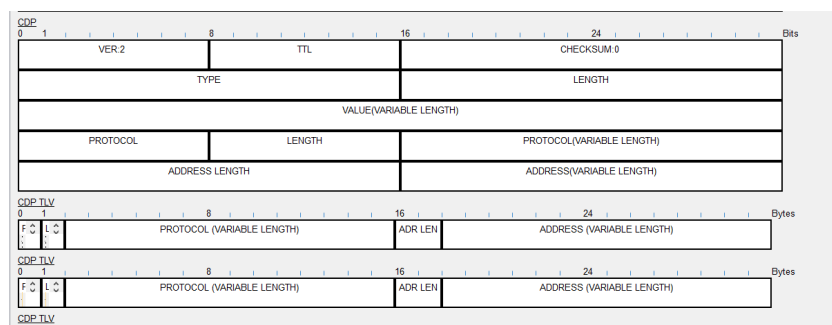 CDP
0 1 8 16 24 Bits
VER:2 TTL CHECKSUM:0
TYPE LENGTH
VALUE(VARIABLE LENGTH)
PROTOCOL LENGTH PROTOCOL(VARIABLE LENGTH)
ADDRESS LENGTH ADDRESS(VARIABLE LENGTH)
CDP TLV
0 1 8 16 24 Bytes
L PROTOCOL (VARIABLE LENGTH) ADR LEN ADDRESS (VARIABLE LENGTH)
CDP TLV
0 1 8 16 24 Bytes
L PROTOCOL (VARIABLE LENGTH) ADR LEN ADDRESS (VARIABLE LENGTH)
CDP TLV